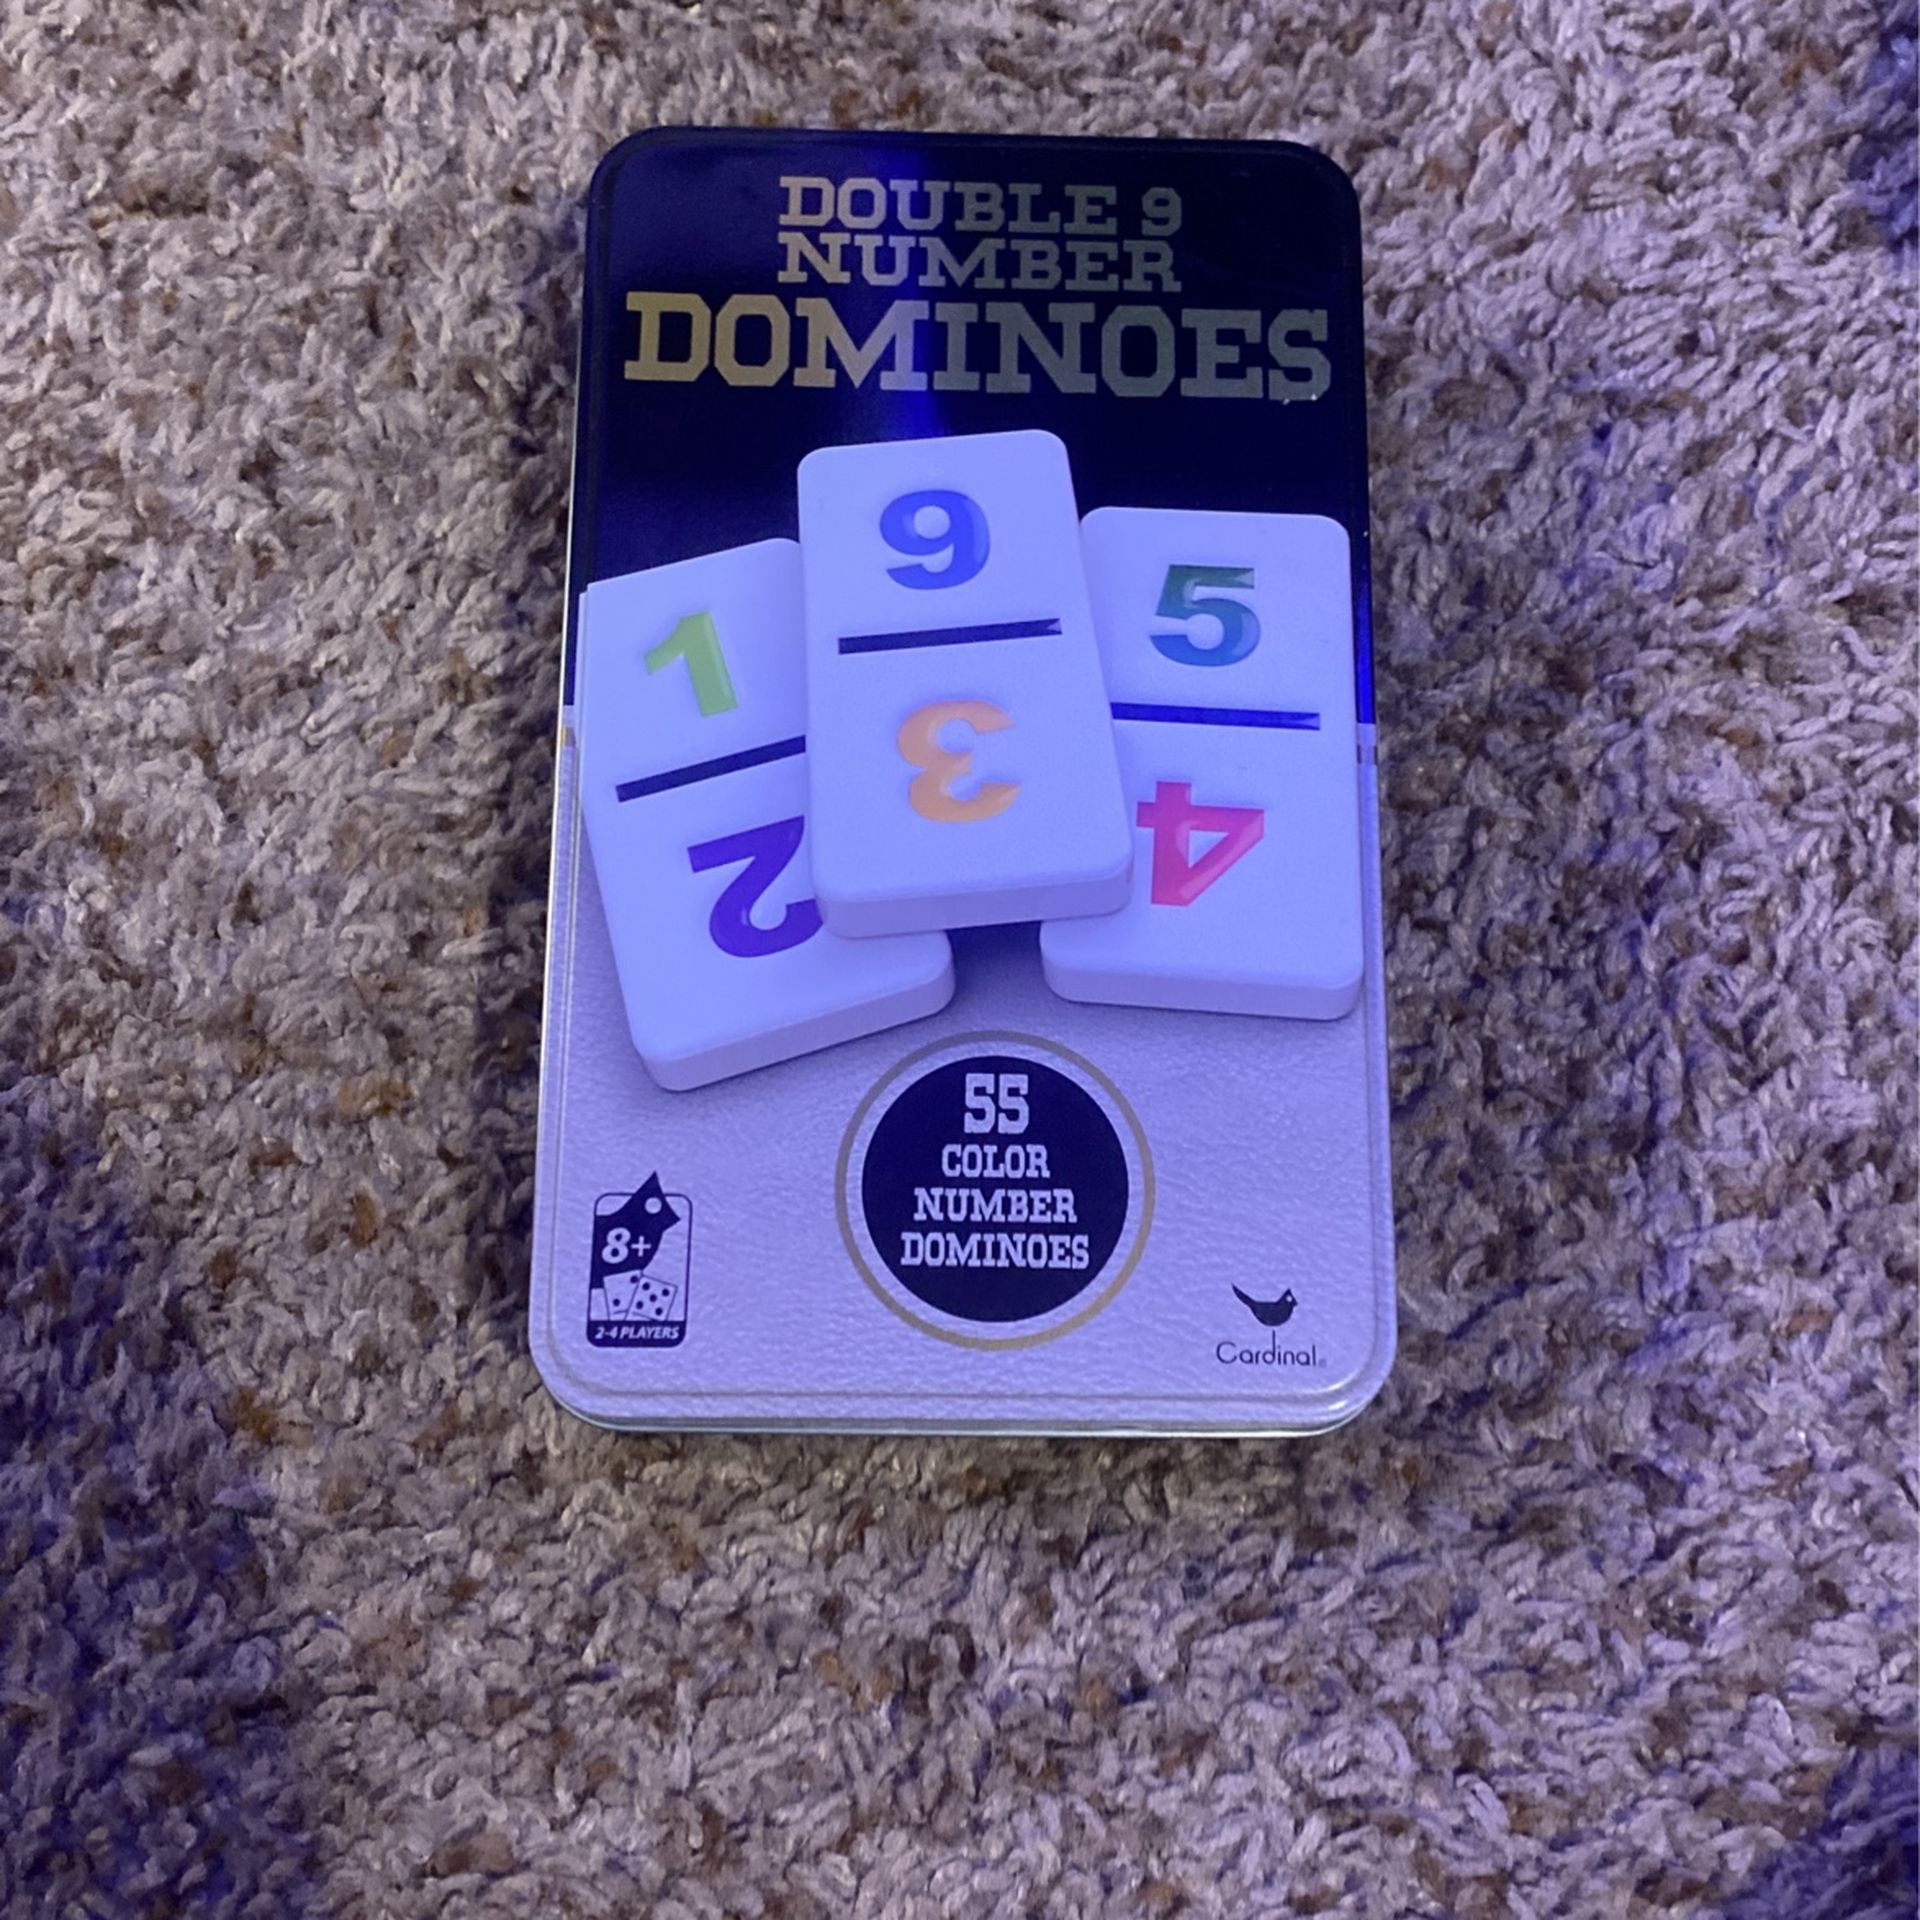 DOUBLE 9
NUMBER
DOMINOES
9
3
1
2
5
4
55
COLOR
NUMBER
DOMINOES
8+
2-4 PLAYERS
Cardinal